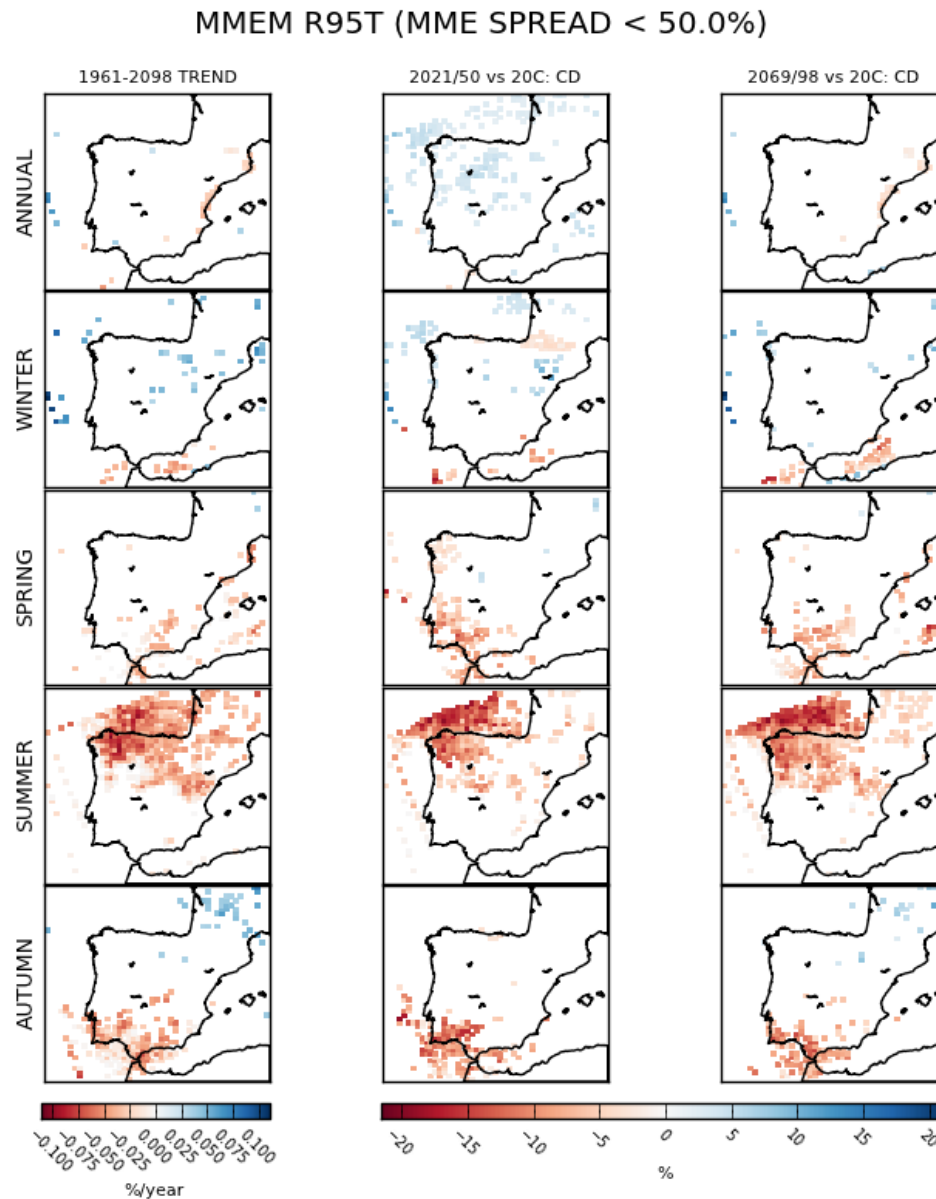 MMEM R95T (MME SPREAD < 50.0%)
1961-2098 TREND
2021/50 vs 20C: CD
2069/98 vs 20C: CD
ANNUAL
WINTER
SPRING
SUMMER
AUTUMN
−0.100 −0.075 −0.050 −0.025 0.000 0.025 0.050 0.075 0.100
%/year
−20 −15 −10 −5 0 5 10 15 20
%